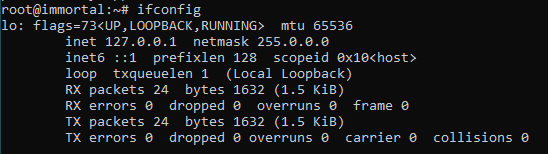 root@immortal:~# ifconfig
lo: flags=73<UP,LOOPBACK,RUNNING>  mtu 65536
        inet 127.0.0.1  netmask 255.0.0.0
        inet6 ::1  prefixlen 128  scopeid 0x10<host>
        loop  txqueuelen 1  (Local Loopback)
        RX packets 24  bytes 1632 (1.5 KiB)
        RX errors 0  dropped 0  overruns 0  frame 0
        TX packets 24  bytes 1632 (1.5 KiB)
        TX errors 0  dropped 0 overruns 0  carrier 0  collisions 0